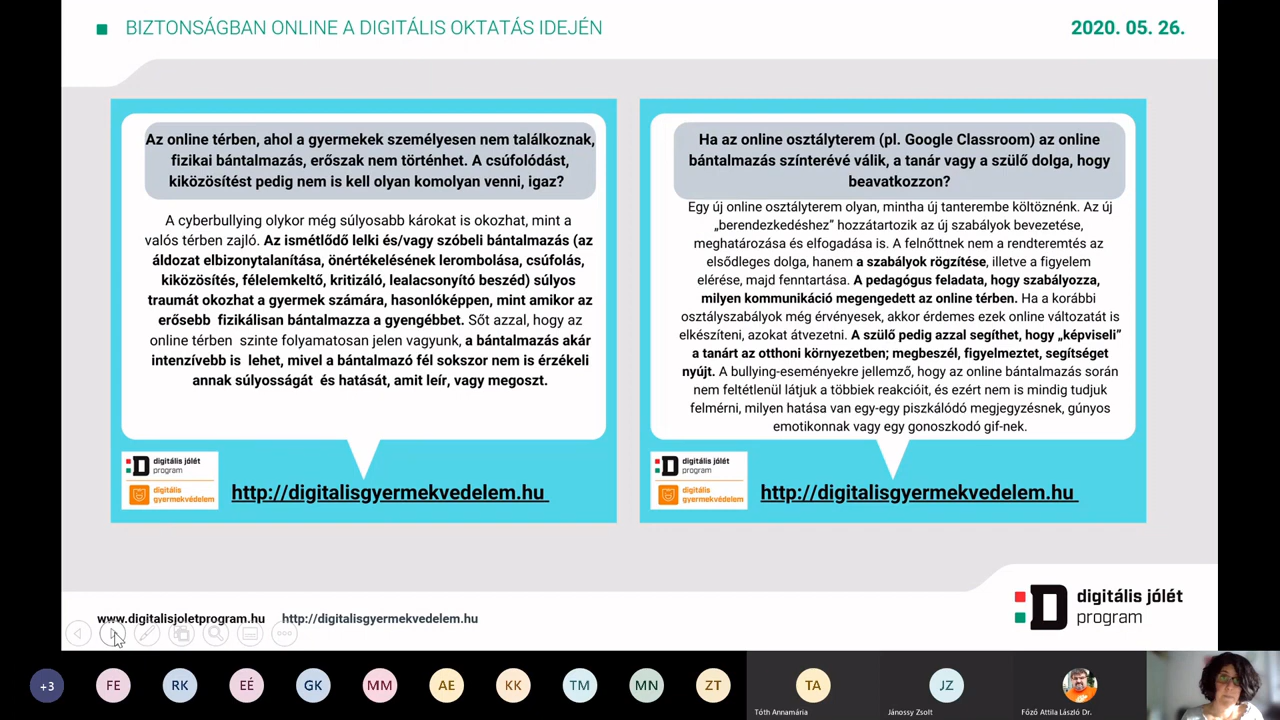 BIZTONSÁGBAN ONLINE A DIGITÁLIS OKTATÁS IDEJÉN
2020. 05. 26.
Az online térben, ahol a gyermekek személyesen nem találkoznak,
fizikai bántalmazás, erőszak nem történhet. A csúfolódást,
kiközösítést pedig nem is kell olyan komolyan venni, igaz?
A cyberbullying olykor még súlyosabb károkat is okozhat, mint a
valós térben zajló. Az ismétlődő lelki és/vagy szóbeli bántalmazás (az
áldozat elbizonytalanítása, önértékelésének lerombolása, csúfolás,
kiközösítés, félelemkeltő, kritizáló, lealacsonyító beszéd) súlyos
traumát okozhat a gyermek számára, hasonlóképpen, mint amikor az
erősebb fizikálisan bántalmazza a gyengébbet. Sőt azzal, hogy az
online térben szinte folyamatosan jelen vagyunk, a bántalmazás akár
intenzívebb is lehet, mivel a bántalmazó fél sokszor nem is érzékeli
annak súlyosságát és hatását, amit leír, vagy megoszt.
digitális jólét
program
digitális
gyermekvédelem
http://digitalisgyermekvedelem.hu
Ha az online osztályterem (pl. Google Classroom) az online
bántalmazás színterévé válik, a tanár vagy a szülő dolga, hogy
beavatkozzon?
Egy új online osztályterem olyan, mintha új tanterembe költöznénk. Az új
„berendezkedéshez” hozzátartozik az új szabályok bevezetése,
meghatározása és elfogadása is. A felnőttnek nem a rendteremtés az
elsődleges dolga, hanem a szabályok rögzítése, illetve a figyelem
elérése, majd fenntartása. A pedagógus feladata, hogy szabályozza,
milyen kommunikáció megengedett az online térben. Ha a korábbi
osztályszabályok még érvényesek, akkor érdemes ezek online változatát is
elkészíteni, azokat átvezetni. A szülő pedig azzal segíthet, hogy „képviseli”
a tanárt az otthoni környezetben; megbeszél, figyelmeztet, segítséget
nyújt. A bullying-eseményekre jellemző, hogy az online bántalmazás során
nem feltétlenül látjuk a többiek reakcióit, és ezért nem is mindig tudjuk
felmérni, milyen hatása van egy-egy piszkálódó megjegyzésnek, gúnyos
emotikonnak vagy egy gonoszkodó gif-nek.
digitális jólét
program
digitális
gyermekvédelem
http://digitalisgyermekvedelem.hu
www.digitalisjoletprogram.hu http://digitalisgyermekvedelem.hu
digitális jólét
program
+3 FE RK EÉ GK MM AE KK TM MN ZT TA JZ
Tóth Annamária Jánossy Zsolt Főző Attila László Dr.